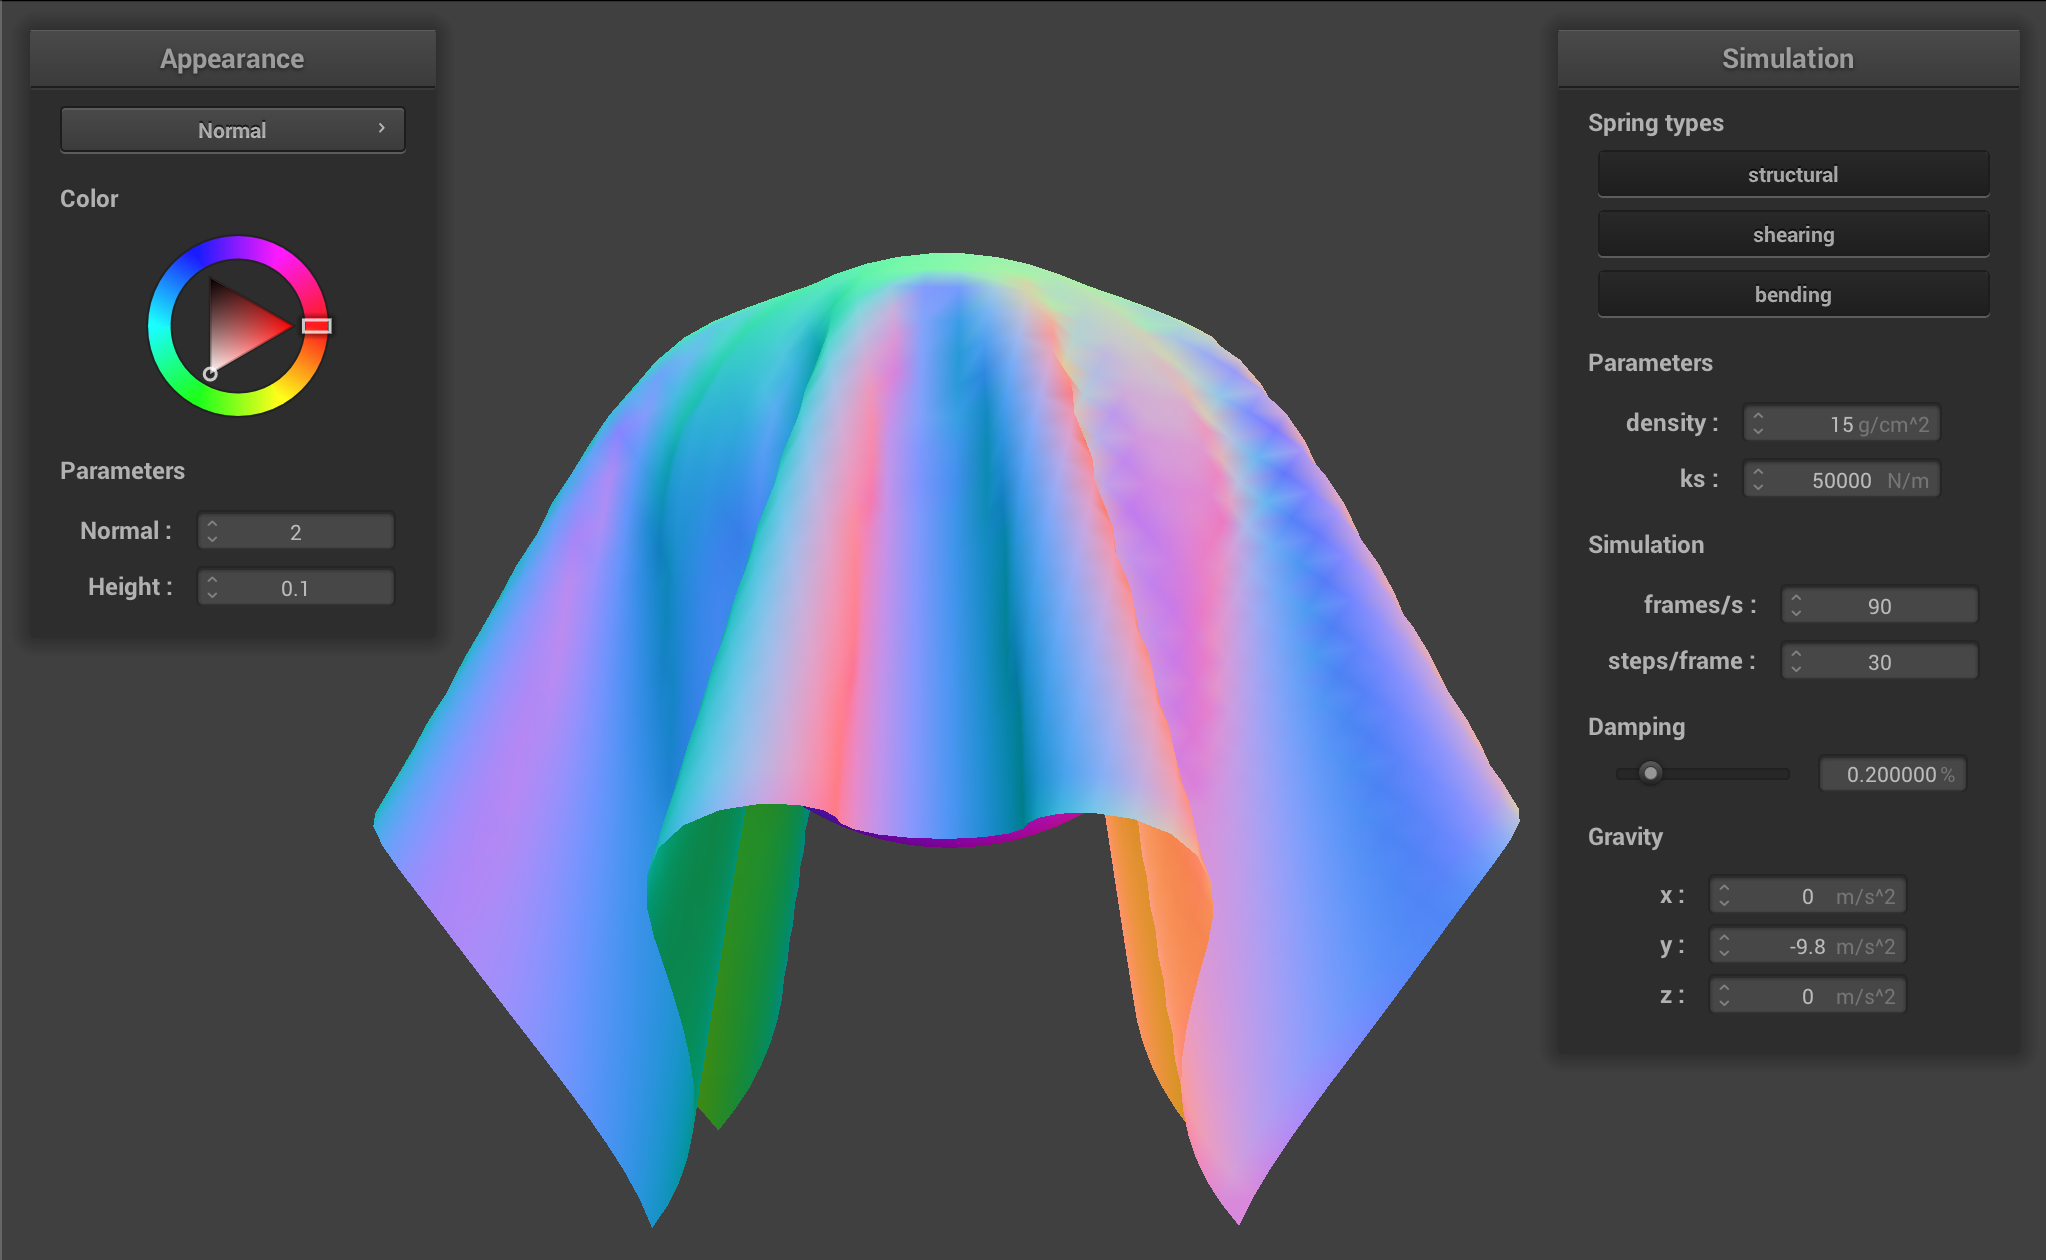 Appearance
Normal
Color
Parameters
Normal : 2
Height : 0.1
Simulation
Spring types
structural
shearing
bending
Parameters
density : 15 g/cm^2
ks : 50000 N/m
Simulation
frames/s : 90
steps/frame : 30
Damping
0.200000 %
Gravity
x : 0 m/s^2
y : -9.8 m/s^2
z : 0 m/s^2